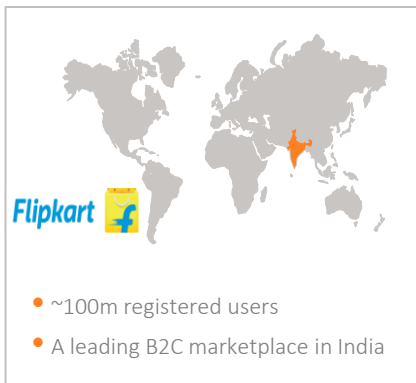 Flipkart
~100m registered users
A leading B2C marketplace in India